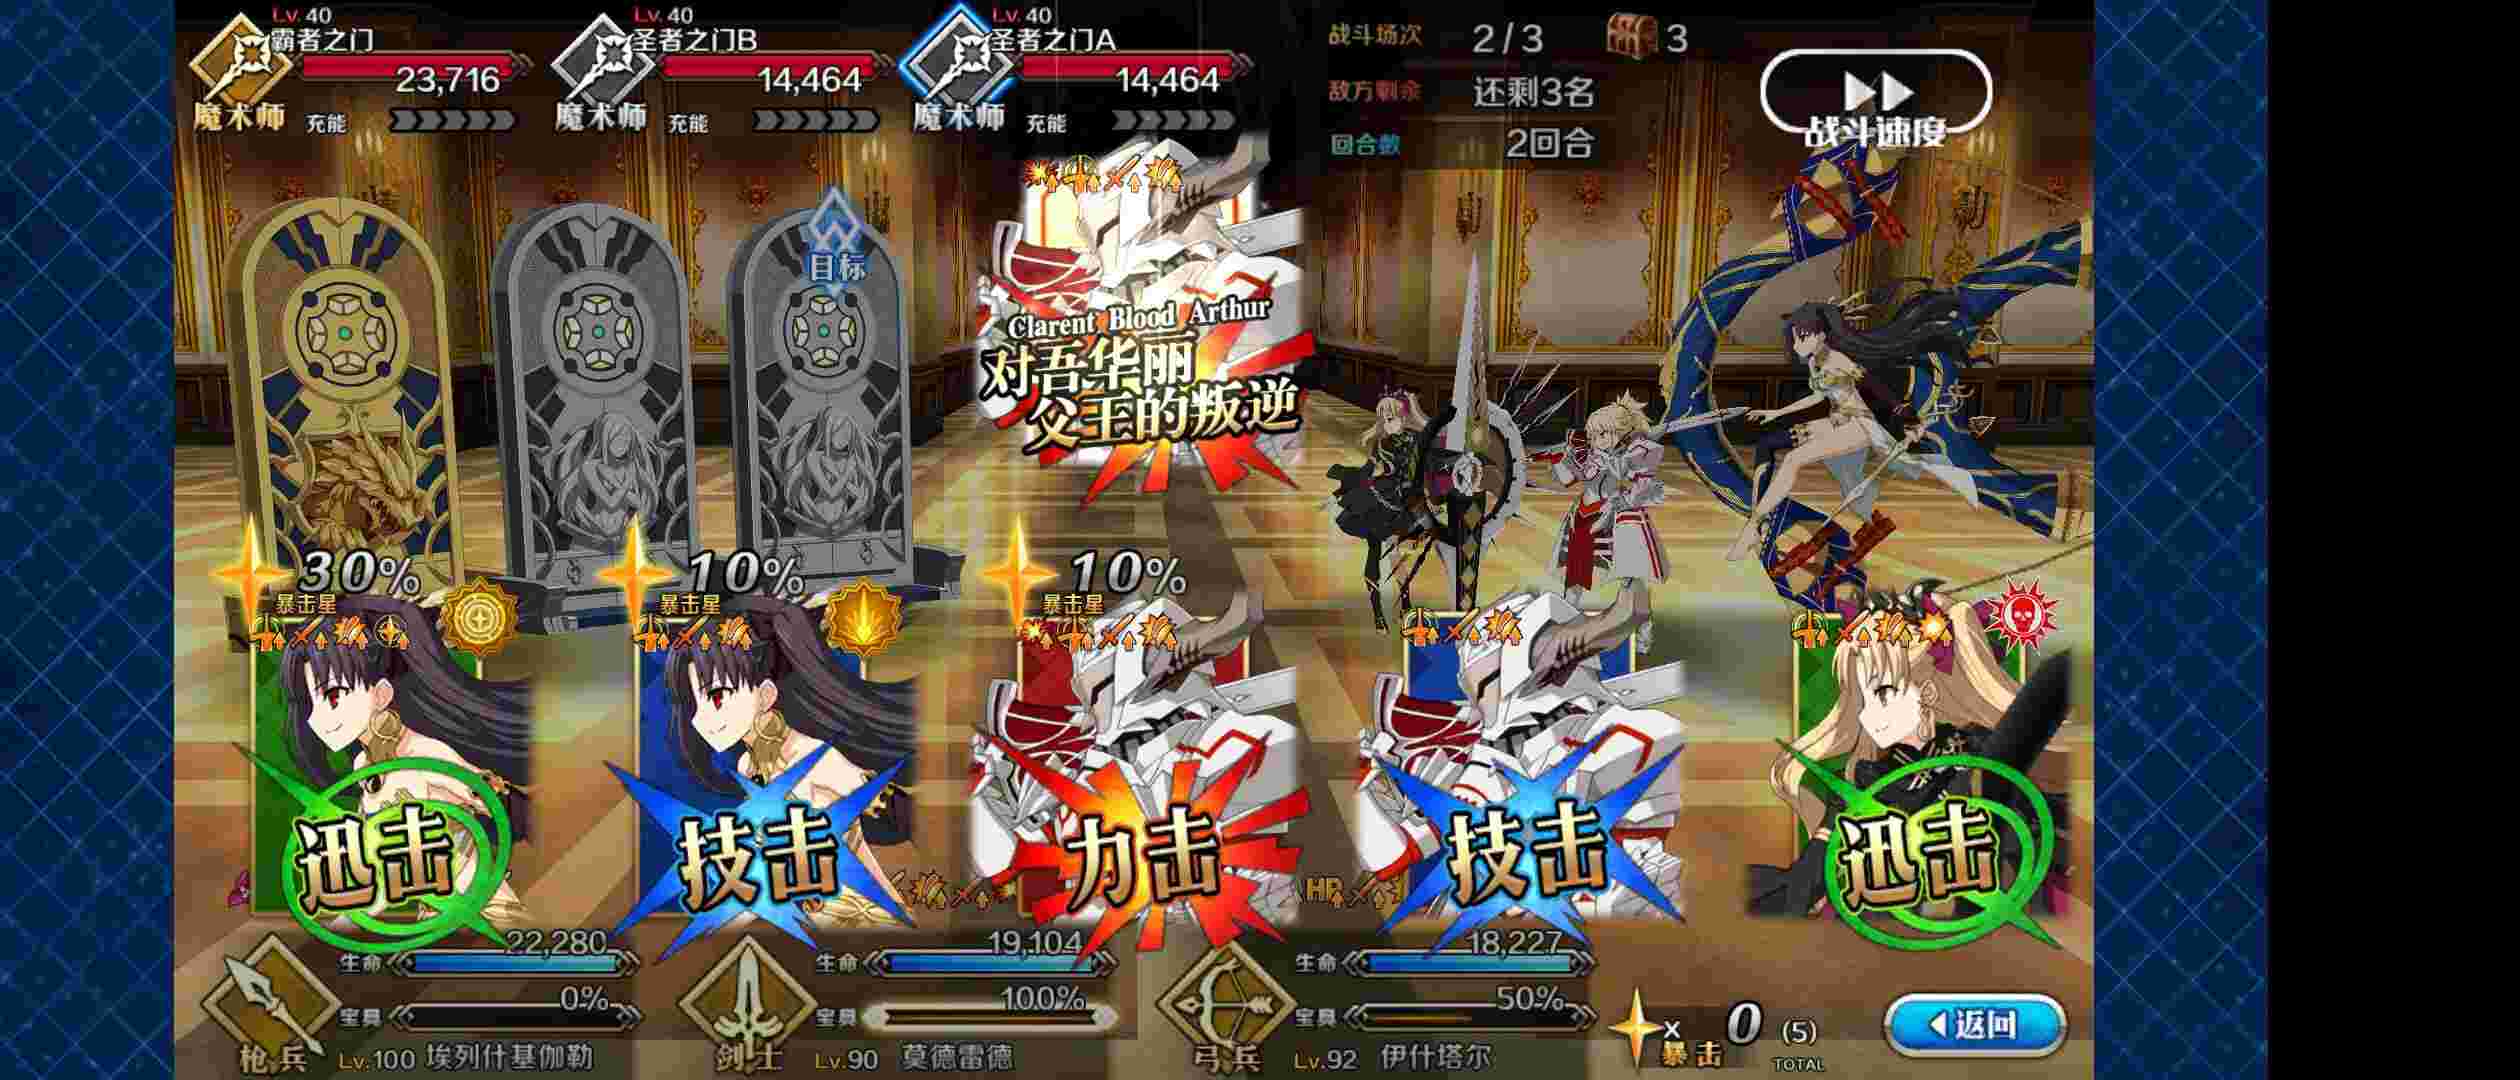 Lv. 40
霸者之门
23,716
魔术师 充能
Lv. 40
圣者之门B
14,464
魔术师 充能
Lv. 40
圣者之门A
14,464
魔术师 充能
战斗场次 2/3 3
敌方剩余 还剩3名
回合数 2回合
战斗速度
目标
Clarent Blood Arthur
对吾华丽
父王的叛逆
30%
暴击星
10%
暴击星
10%
暴击星
迅击
技击
力击
技击
迅击
HP
生命 22,280
宝具 0%
枪兵 Lv.100 埃列什基伽勒
生命 19,104
宝具 100%
剑士 Lv.90 莫德雷德
生命 18,227
宝具 50%
弓兵 Lv.92 伊什塔尔
x 0 (5)
暴击 TOTAL
返回